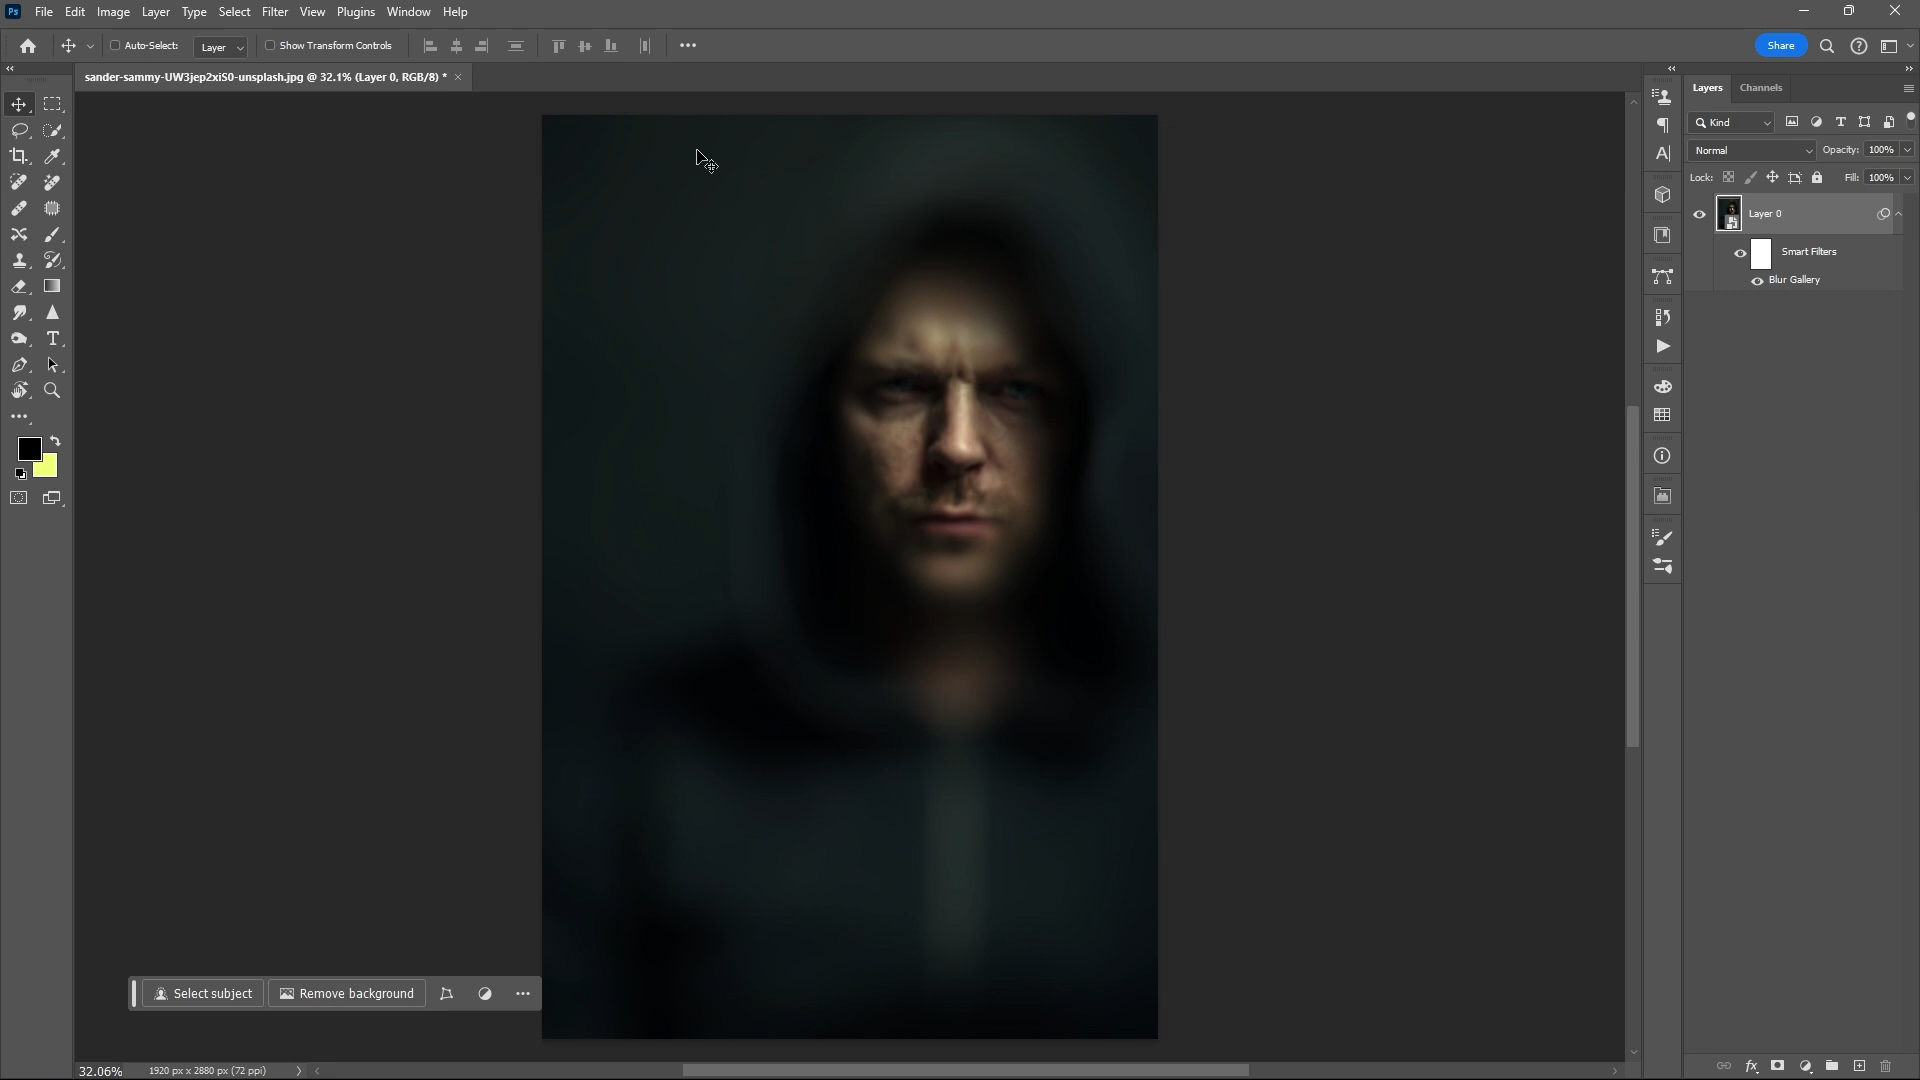 Ps File Edit Image Layer Type Select Filter View Plugins Window Help
Auto-Select: Layer Show Transform Controls Share
sander-sammy-UW3jep2xiS0-unsplash.jpg @ 32.1% (Layer 0, RGB/8) *
Layers Channels
Kind
Normal Opacity: 100%
Lock: Fill: 100%
Layer 0
Smart Filters
Blur Gallery
Select subject Remove background
32.06% 1920 px x 2880 px (72 ppi)